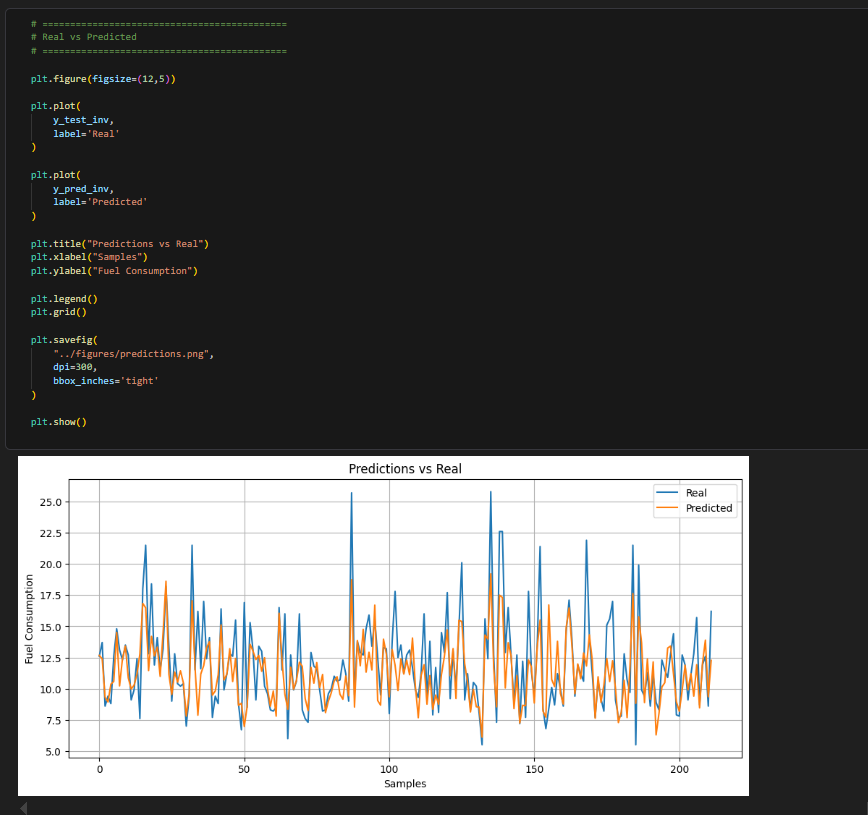 # ============================================
# Real vs Predicted
# ============================================
plt.figure(figsize=(12,5))
plt.plot(
y_test_inv,
label='Real'
)
plt.plot(
y_pred_inv,
label='Predicted'
)
plt.title("Predictions vs Real")
plt.xlabel("Samples")
plt.ylabel("Fuel Consumption")
plt.legend()
plt.grid()
plt.savefig(
"../figures/predictions.png",
dpi=300,
bbox_inches='tight'
)
plt.show()
Predictions vs Real
Real
Predicted
Fuel Consumption
25.0
22.5
20.0
17.5
15.0
12.5
10.0
7.5
5.0
0 50 100 150 200
Samples